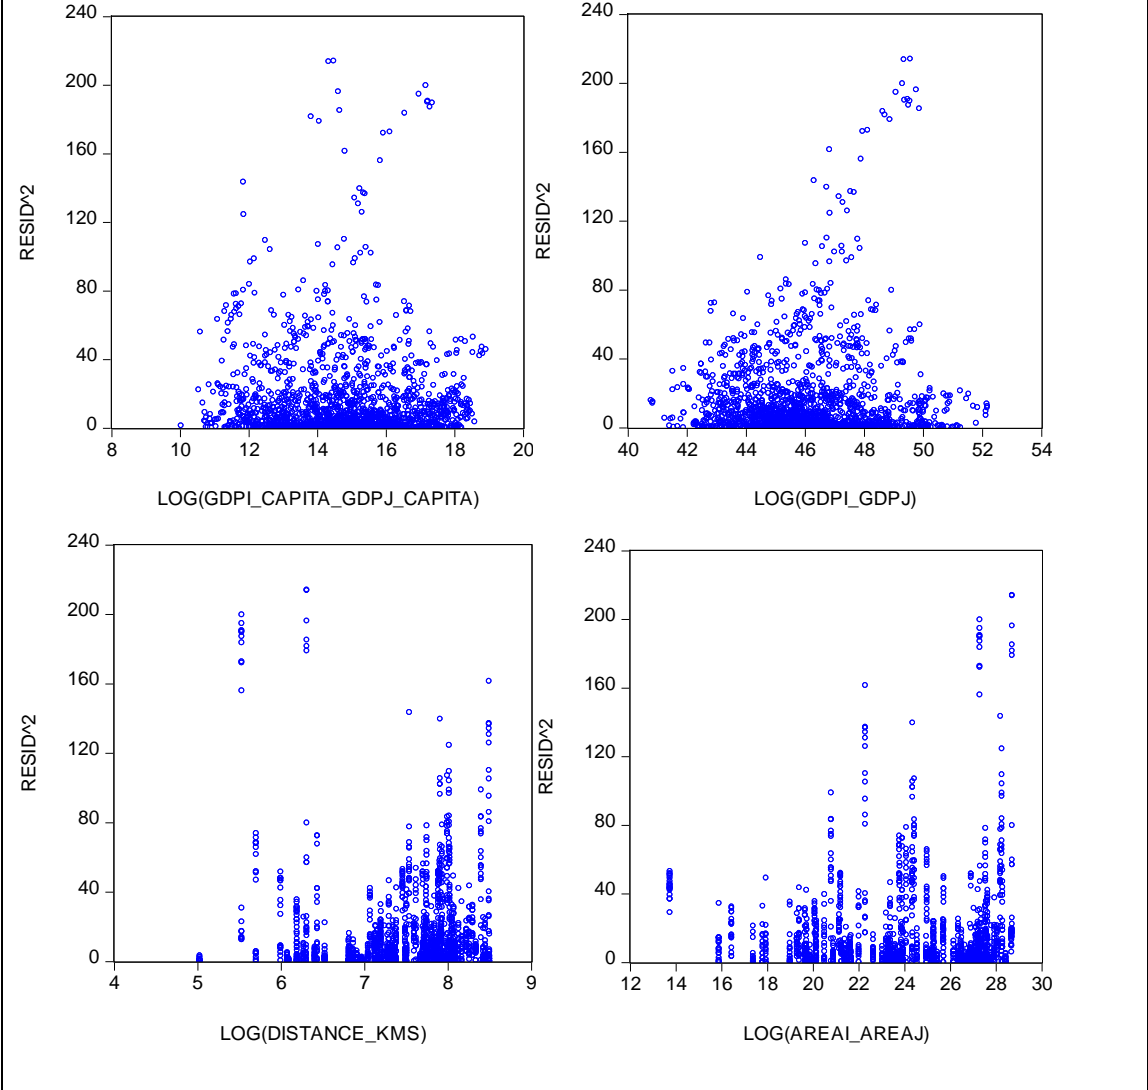 240
200
160
120
80
40
0
8 10 12 14 16 18 20
RESID^2
LOG(GDPI_CAPITA_GDPJ_CAPITA)
240
200
160
120
80
40
0
40 42 44 46 48 50 52 54
RESID^2
LOG(GDPI_GDPJ)
240
200
160
120
80
40
0
4 5 6 7 8 9
RESID^2
LOG(DISTANCE_KMS)
240
200
160
120
80
40
0
12 14 16 18 20 22 24 26 28 30
RESID^2
LOG(AREAI_AREAJ)